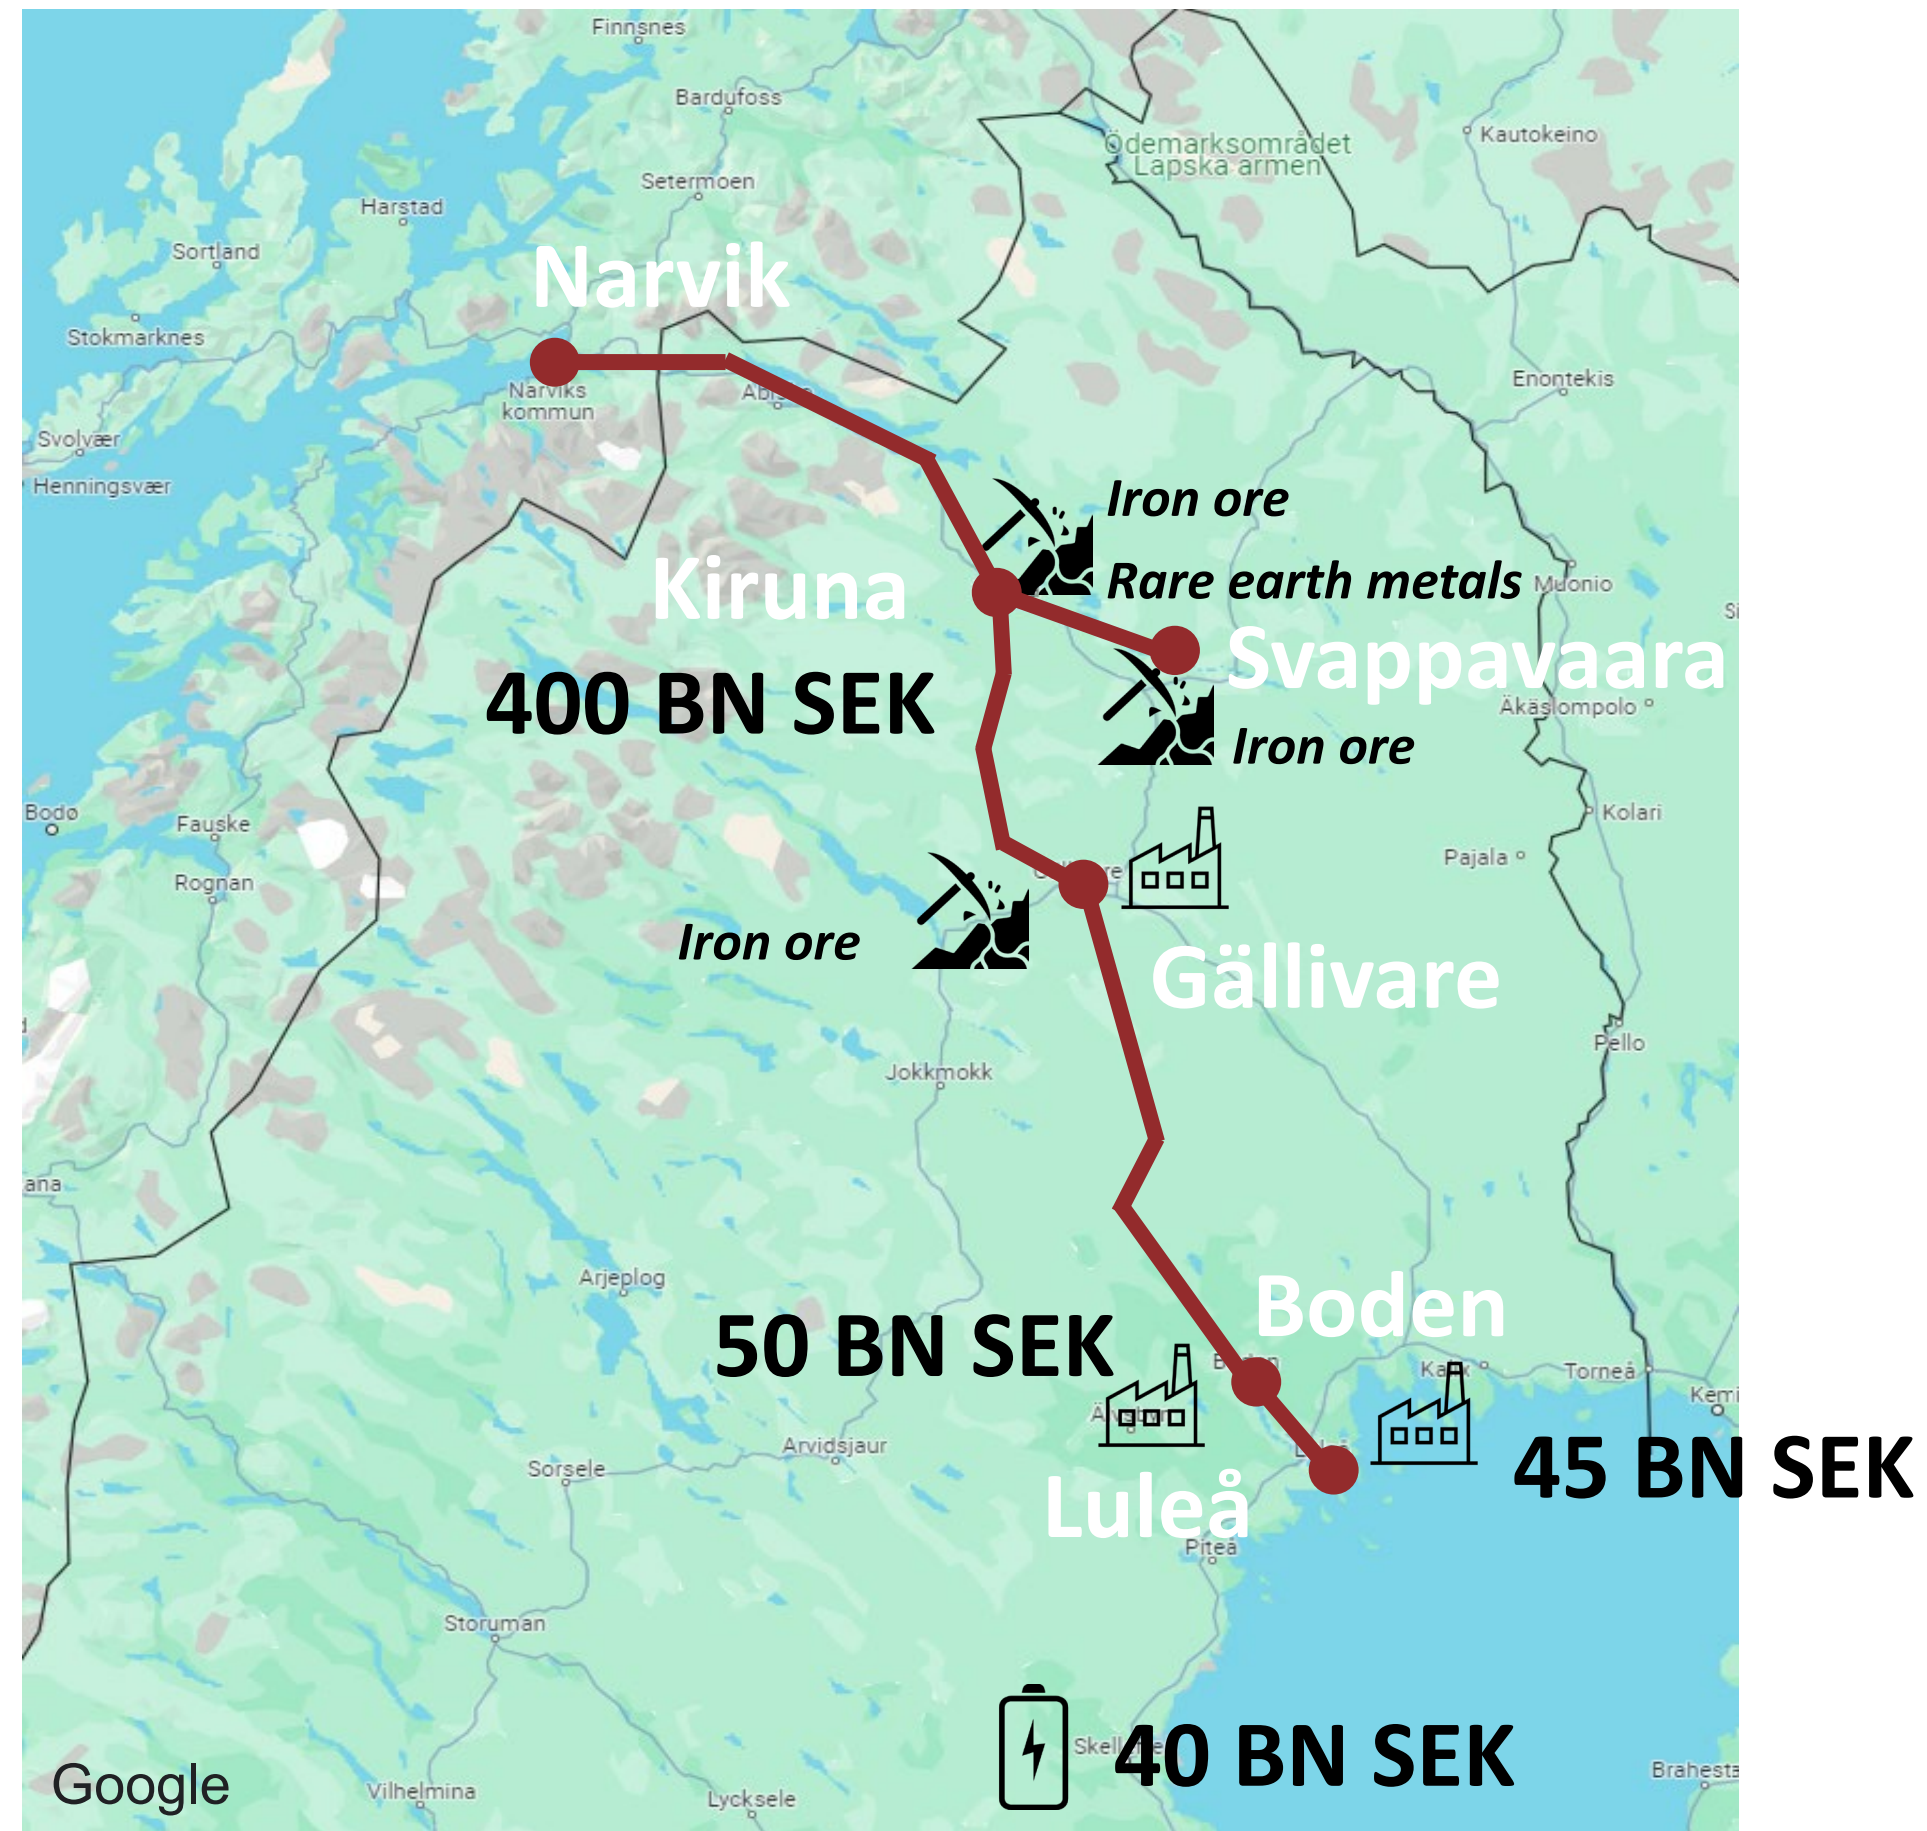 Finnsnes
Bardufoss
Ödemarksområdet
Lapska armen
Kautokeino
Setermoen
Harstad
Sortland
Narvik
Stokmarknes
Enontekis
Narviks
kommun
Svolvær
Henningsvær
Iron ore
Rare earth metals
Muonio
Kiruna
Svappavaara
400 BN SEK
Äkäslompolo
Iron ore
Bodø
Fauske
Kolari
Pajala
Rognan
Iron ore
Gällivare
Pello
Jokkmokk
ana
Arjeplog
Boden
50 BN SEK
Torneå
Kemi
Arvidsjaur
Sorsele
45 BN SEK
Luleå
Piteå
Storuman
40 BN SEK
Brahesta
Google
Vilhelmina
Lycksele